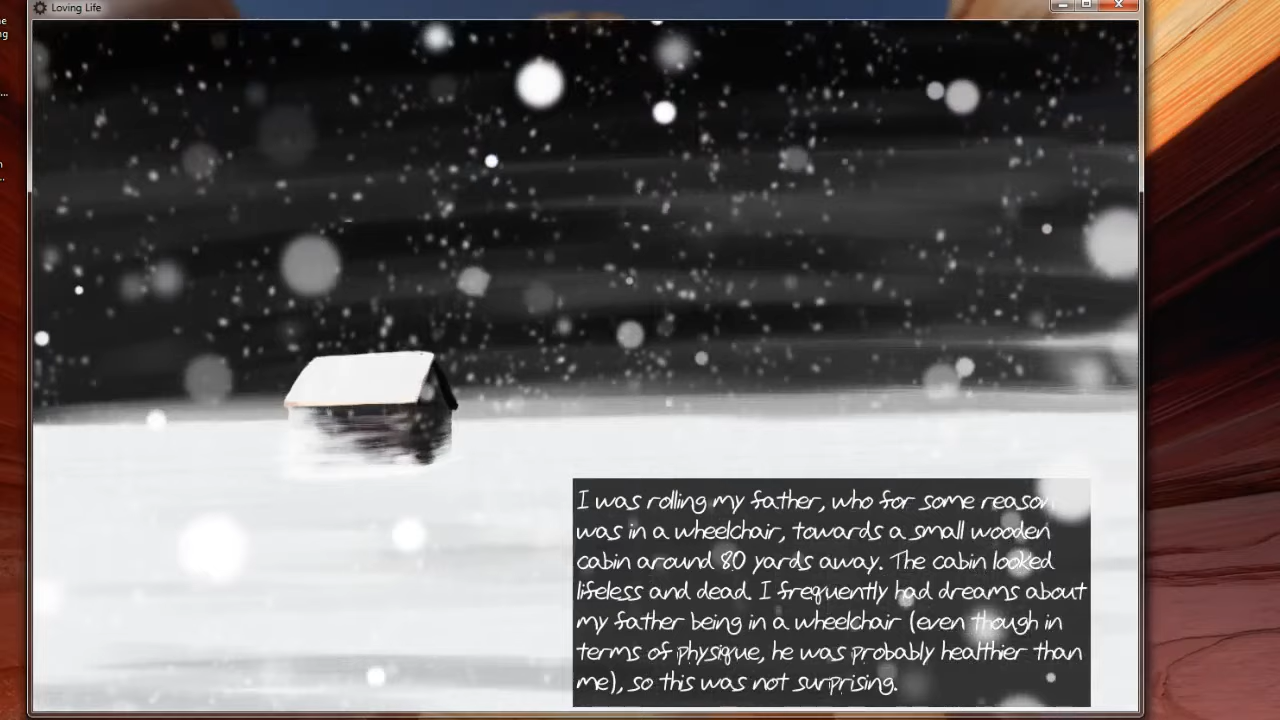 Loving Life
I was rolling my father, who for some reason
was in a wheelchair, towards a small wooden
cabin around 80 yards away. The cabin looked
lifeless and dead. I frequently had dreams about
my father being in a wheelchair (even though in
terms of physique, he was probably healthier than
me), so this was not surprising.